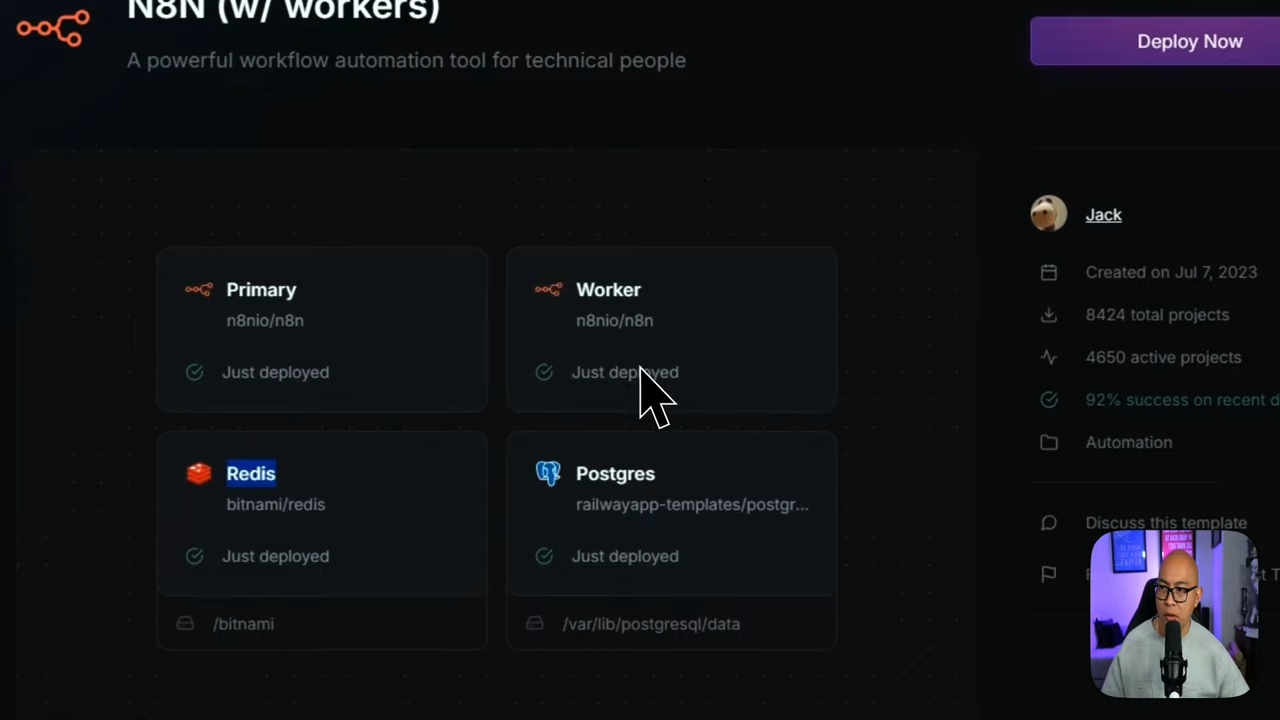 N8N (w/ workers)
A powerful workflow automation tool for technical people
Deploy Now
Primary
n8nio/n8n
Just deployed
Worker
n8nio/n8n
Just deployed
Redis
bitnami/redis
Just deployed
/bitnami
Postgres
railwayapp-templates/postgr...
Just deployed
/var/lib/postgresql/data
Jack
Created on Jul 7, 2023
8424 total projects
4650 active projects
92% success on recent d
Automation
Discuss this template